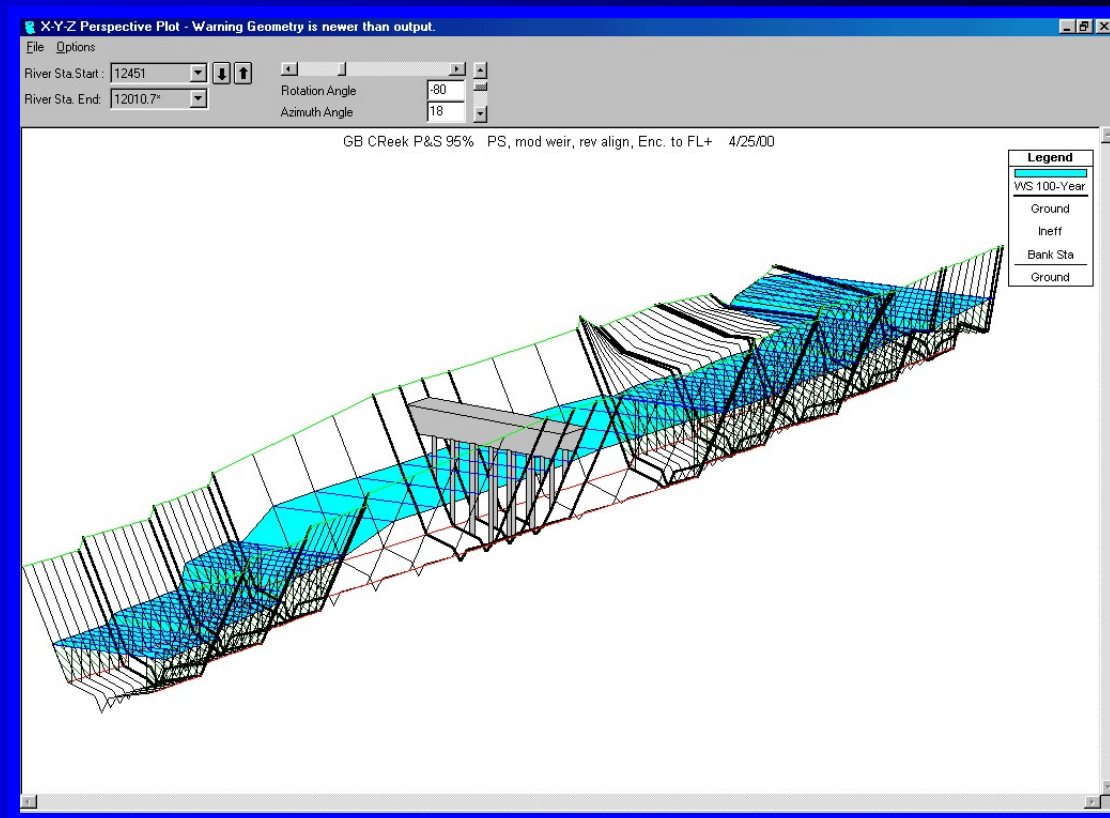 X-Y-Z Perspective Plot - Warning Geometry is newer than output.
File Options
River Sta.Start : 12451
River Sta. End: 12010.7*
Rotation Angle -80
Azimuth Angle 18
GB CReek P&S 95% PS, mod weir, rev align, Enc. to FL+ 4/25/00
Legend
WS 100-Year
Ground
Ineff
Bank Sta
Ground